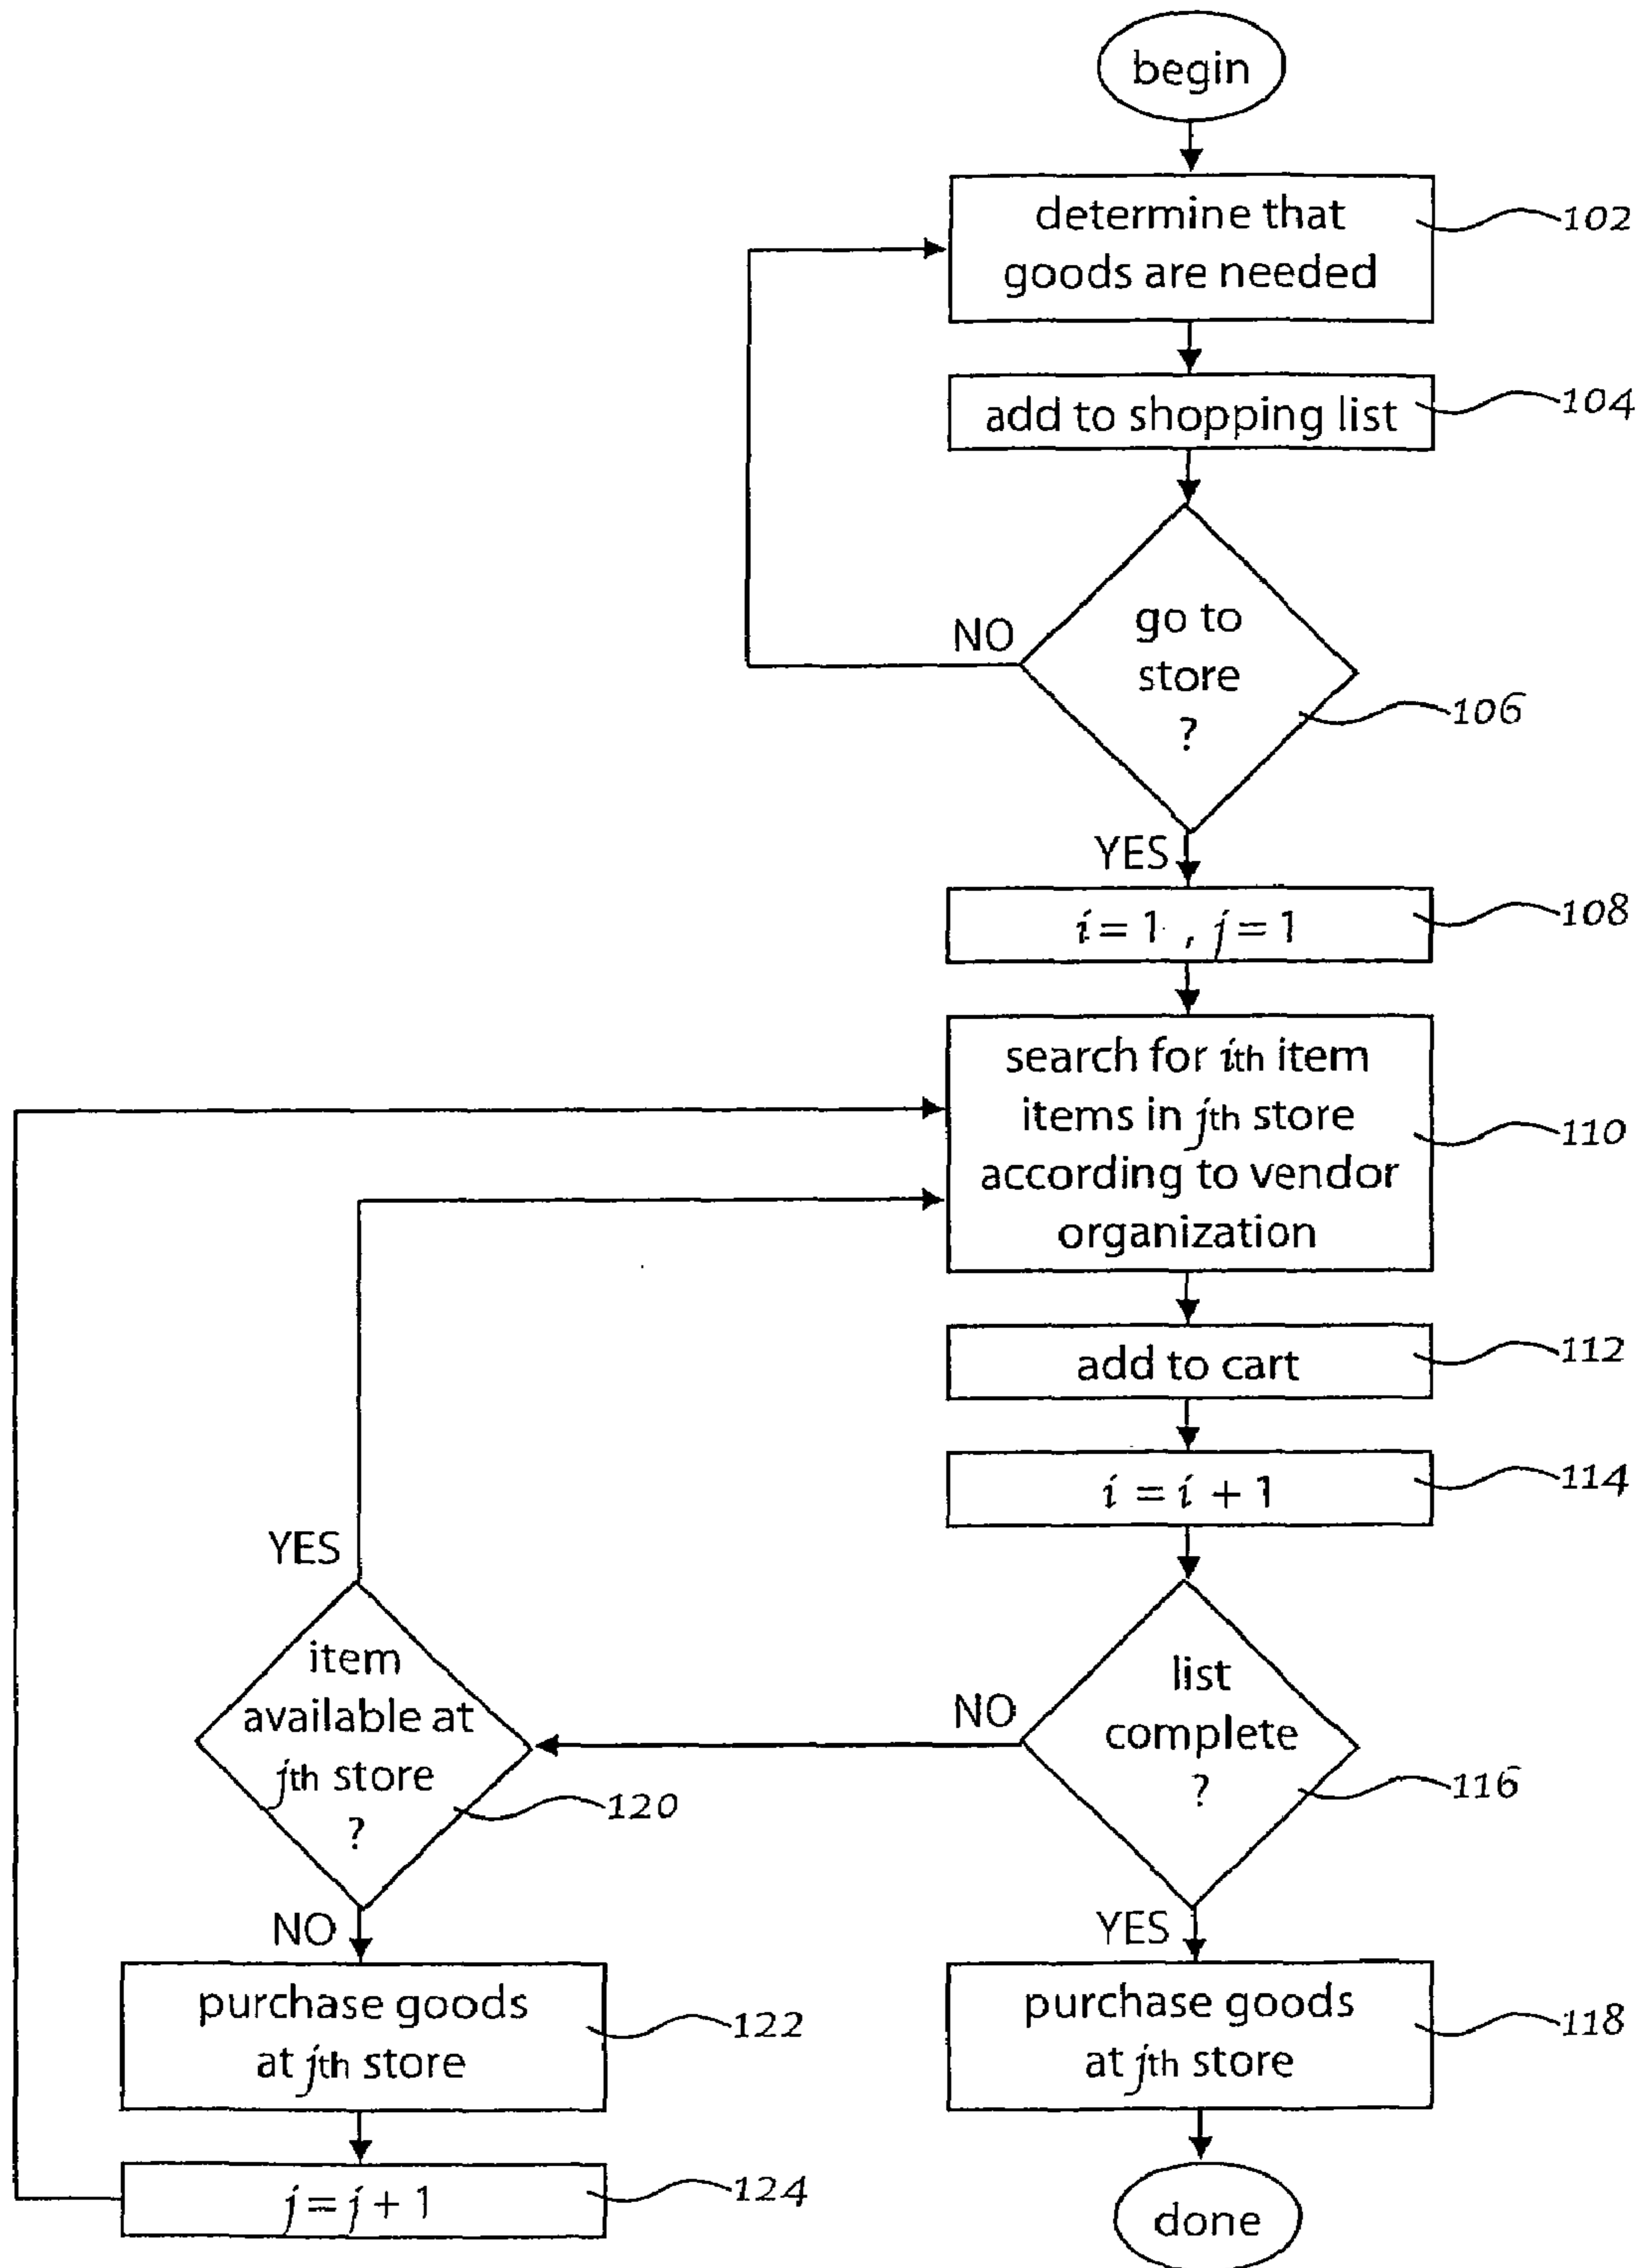 begin
determine that
goods are needed
102
add to shopping list
104
go to
store
?
106
NO
YES
i = 1 , j = 1
108
search for ith item
items in jth store
according to vendor
organization
110
add to cart
112
i = i + 1
114
list
complete
?
116
NO
YES
item
available at
jth store
?
120
YES
NO
purchase goods
at jth store
122
purchase goods
at jth store
118
j = j + 1
124
done